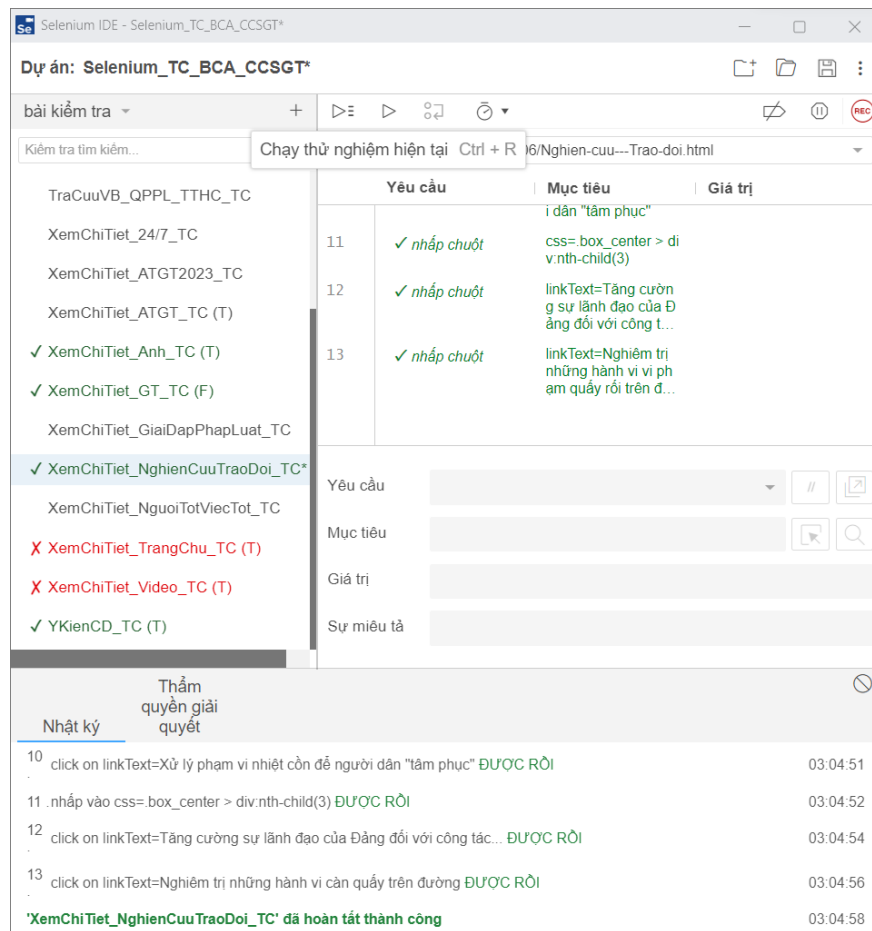 Selenium IDE - Selenium_TC_BCA_CCSGT*
Dự án: Selenium_TC_BCA_CCSGT*
bài kiểm tra
REC
Kiểm tra tìm kiếm...
Chạy thử nghiệm hiện tại Ctrl + R
06/Nghien-cuu---Trao-doi.html
TraCuuVB_QPPL_TTHC_TC
XemChiTiet_24/7_TC
XemChiTiet_ATGT2023_TC
XemChiTiet_ATGT_TC (T)
✓ XemChiTiet_Anh_TC (T)
✓ XemChiTiet_GT_TC (F)
XemChiTiet_GiaiDapPhapLuat_TC
✓ XemChiTiet_NghienCuuTraoDoi_TC*
XemChiTiet_NguoiTotViecTot_TC
✗ XemChiTiet_TrangChu_TC (T)
✗ XemChiTiet_Video_TC (T)
✓ YKienCD_TC (T)
Yêu cầu Mục tiêu Giá trị
i dân "tâm phục"
11 ✓ nhấp chuột css=.box_center > di
v:nth-child(3)
12 ✓ nhấp chuột linkText=Tăng cườn
g sự lãnh đạo của Đ
ảng đối với công t...
13 ✓ nhấp chuột linkText=Nghiêm trị
những hành vi vi ph
ạm quấy rối trên đ...
Yêu cầu
//
Mục tiêu
Giá trị
Sự miêu tả
Nhật ký
Thẩm
quyền giải
quyết
10. click on linkText=Xử lý phạm vi nhiệt cồn để người dân "tâm phục" ĐƯỢC RỒI 03:04:51
11. nhấp vào css=.box_center > div:nth-child(3) ĐƯỢC RỒI 03:04:52
12. click on linkText=Tăng cường sự lãnh đạo của Đảng đối với công tác... ĐƯỢC RỒI 03:04:54
13. click on linkText=Nghiêm trị những hành vi càn quấy trên đường ĐƯỢC RỒI 03:04:56
'XemChiTiet_NghienCuuTraoDoi_TC' đã hoàn tất thành công 03:04:58